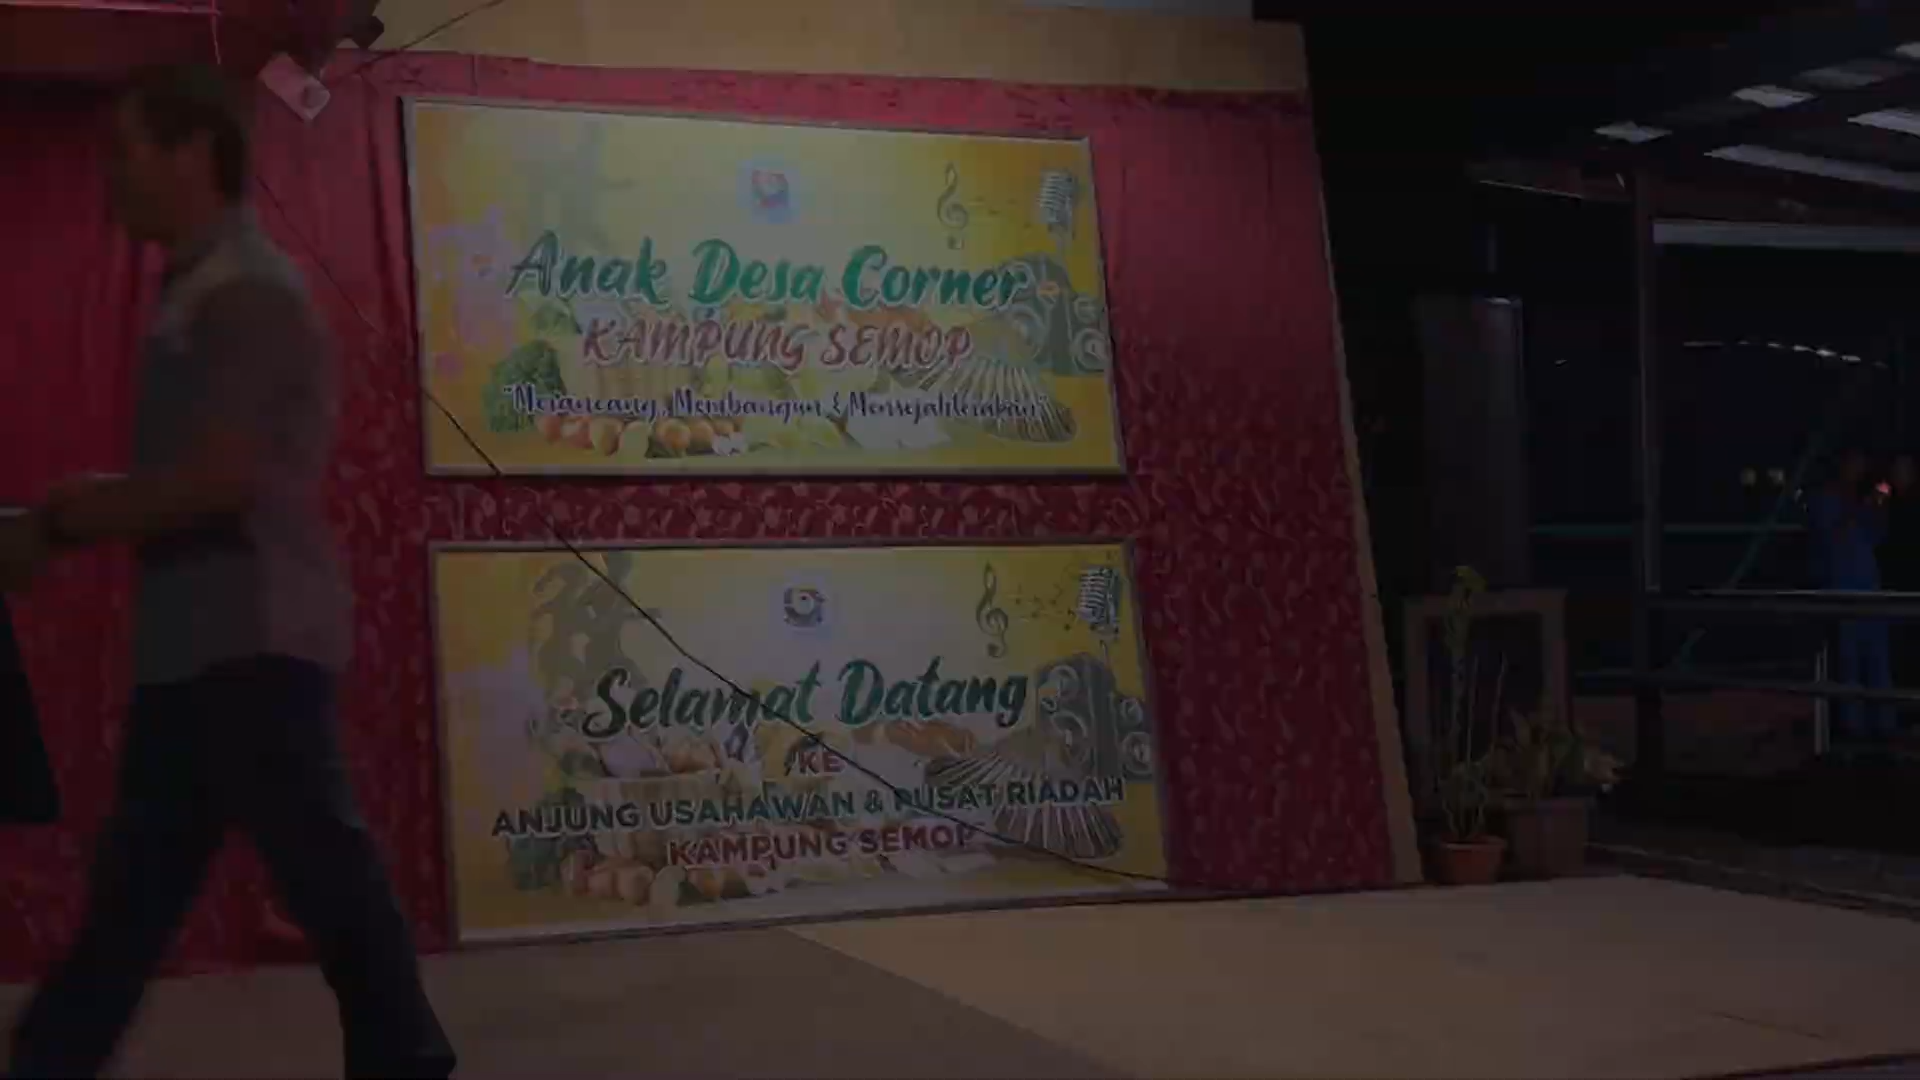 Anak Desa Corner
KAMPUNG SEMOP
"Merancang, Membangun & Mensejahterakan"
Selamat Datang
KE
ANJUNG USAHAWAN & PUSAT RIADAH
KAMPUNG SEMOP